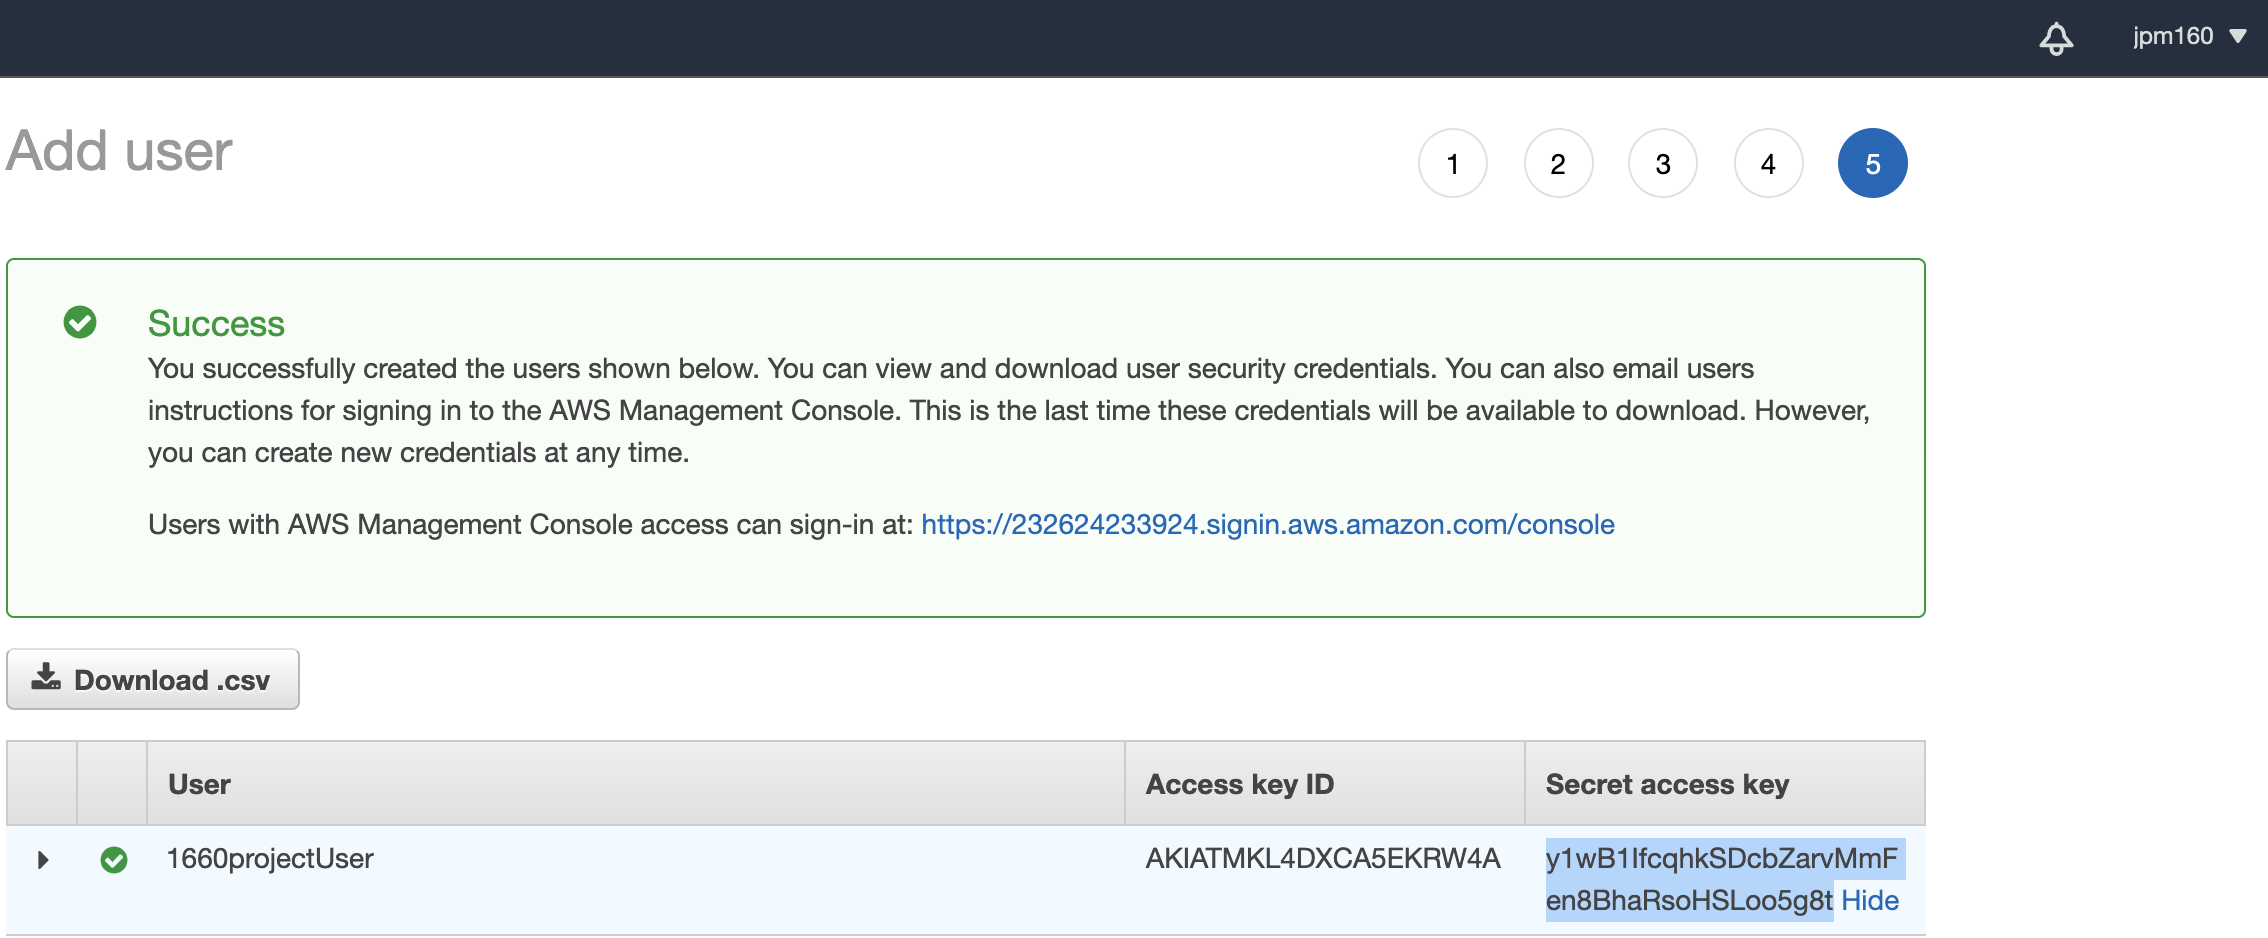 jpm160
Add user
1 2 3 4 5
Success
You successfully created the users shown below. You can view and download user security credentials. You can also email users
instructions for signing in to the AWS Management Console. This is the last time these credentials will be available to download. However,
you can create new credentials at any time.
Users with AWS Management Console access can sign-in at: https://232624233924.signin.aws.amazon.com/console
Download .csv
User Access key ID Secret access key
1660projectUser AKIATMKL4DXCA5EKRW4A
en8BhaRsoHSLoo5g8t Hide